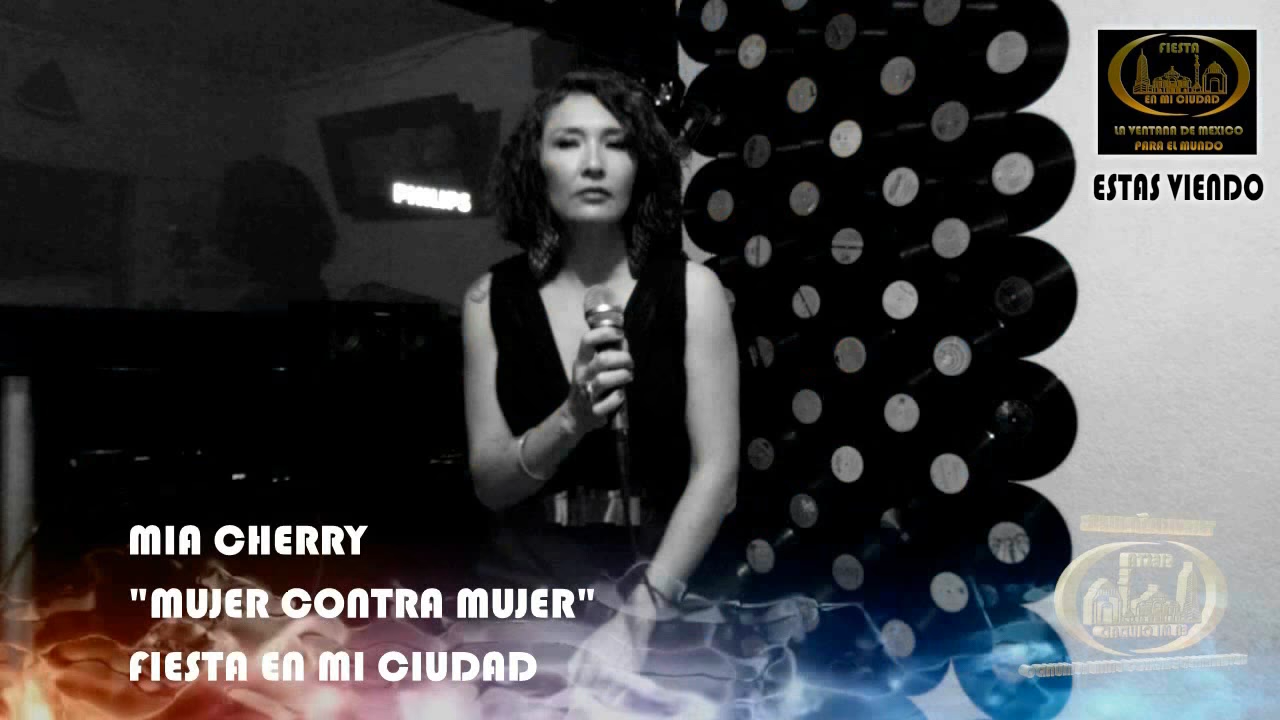 FIESTA
EN MI CIUDAD
LA VENTANA DE MEXICO
PARA EL MUNDO
ESTAS VIENDO
PHILIPS
MIA CHERRY
"MUJER CONTRA MUJER"
FIESTA EN MI CIUDAD